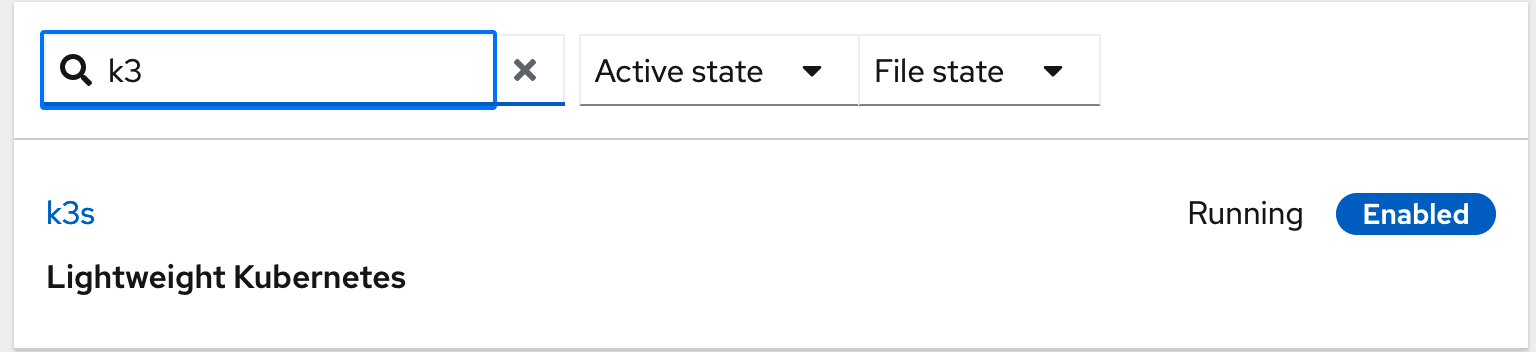 k3 Active state File state
k3s Running Enabled
Lightweight Kubernetes